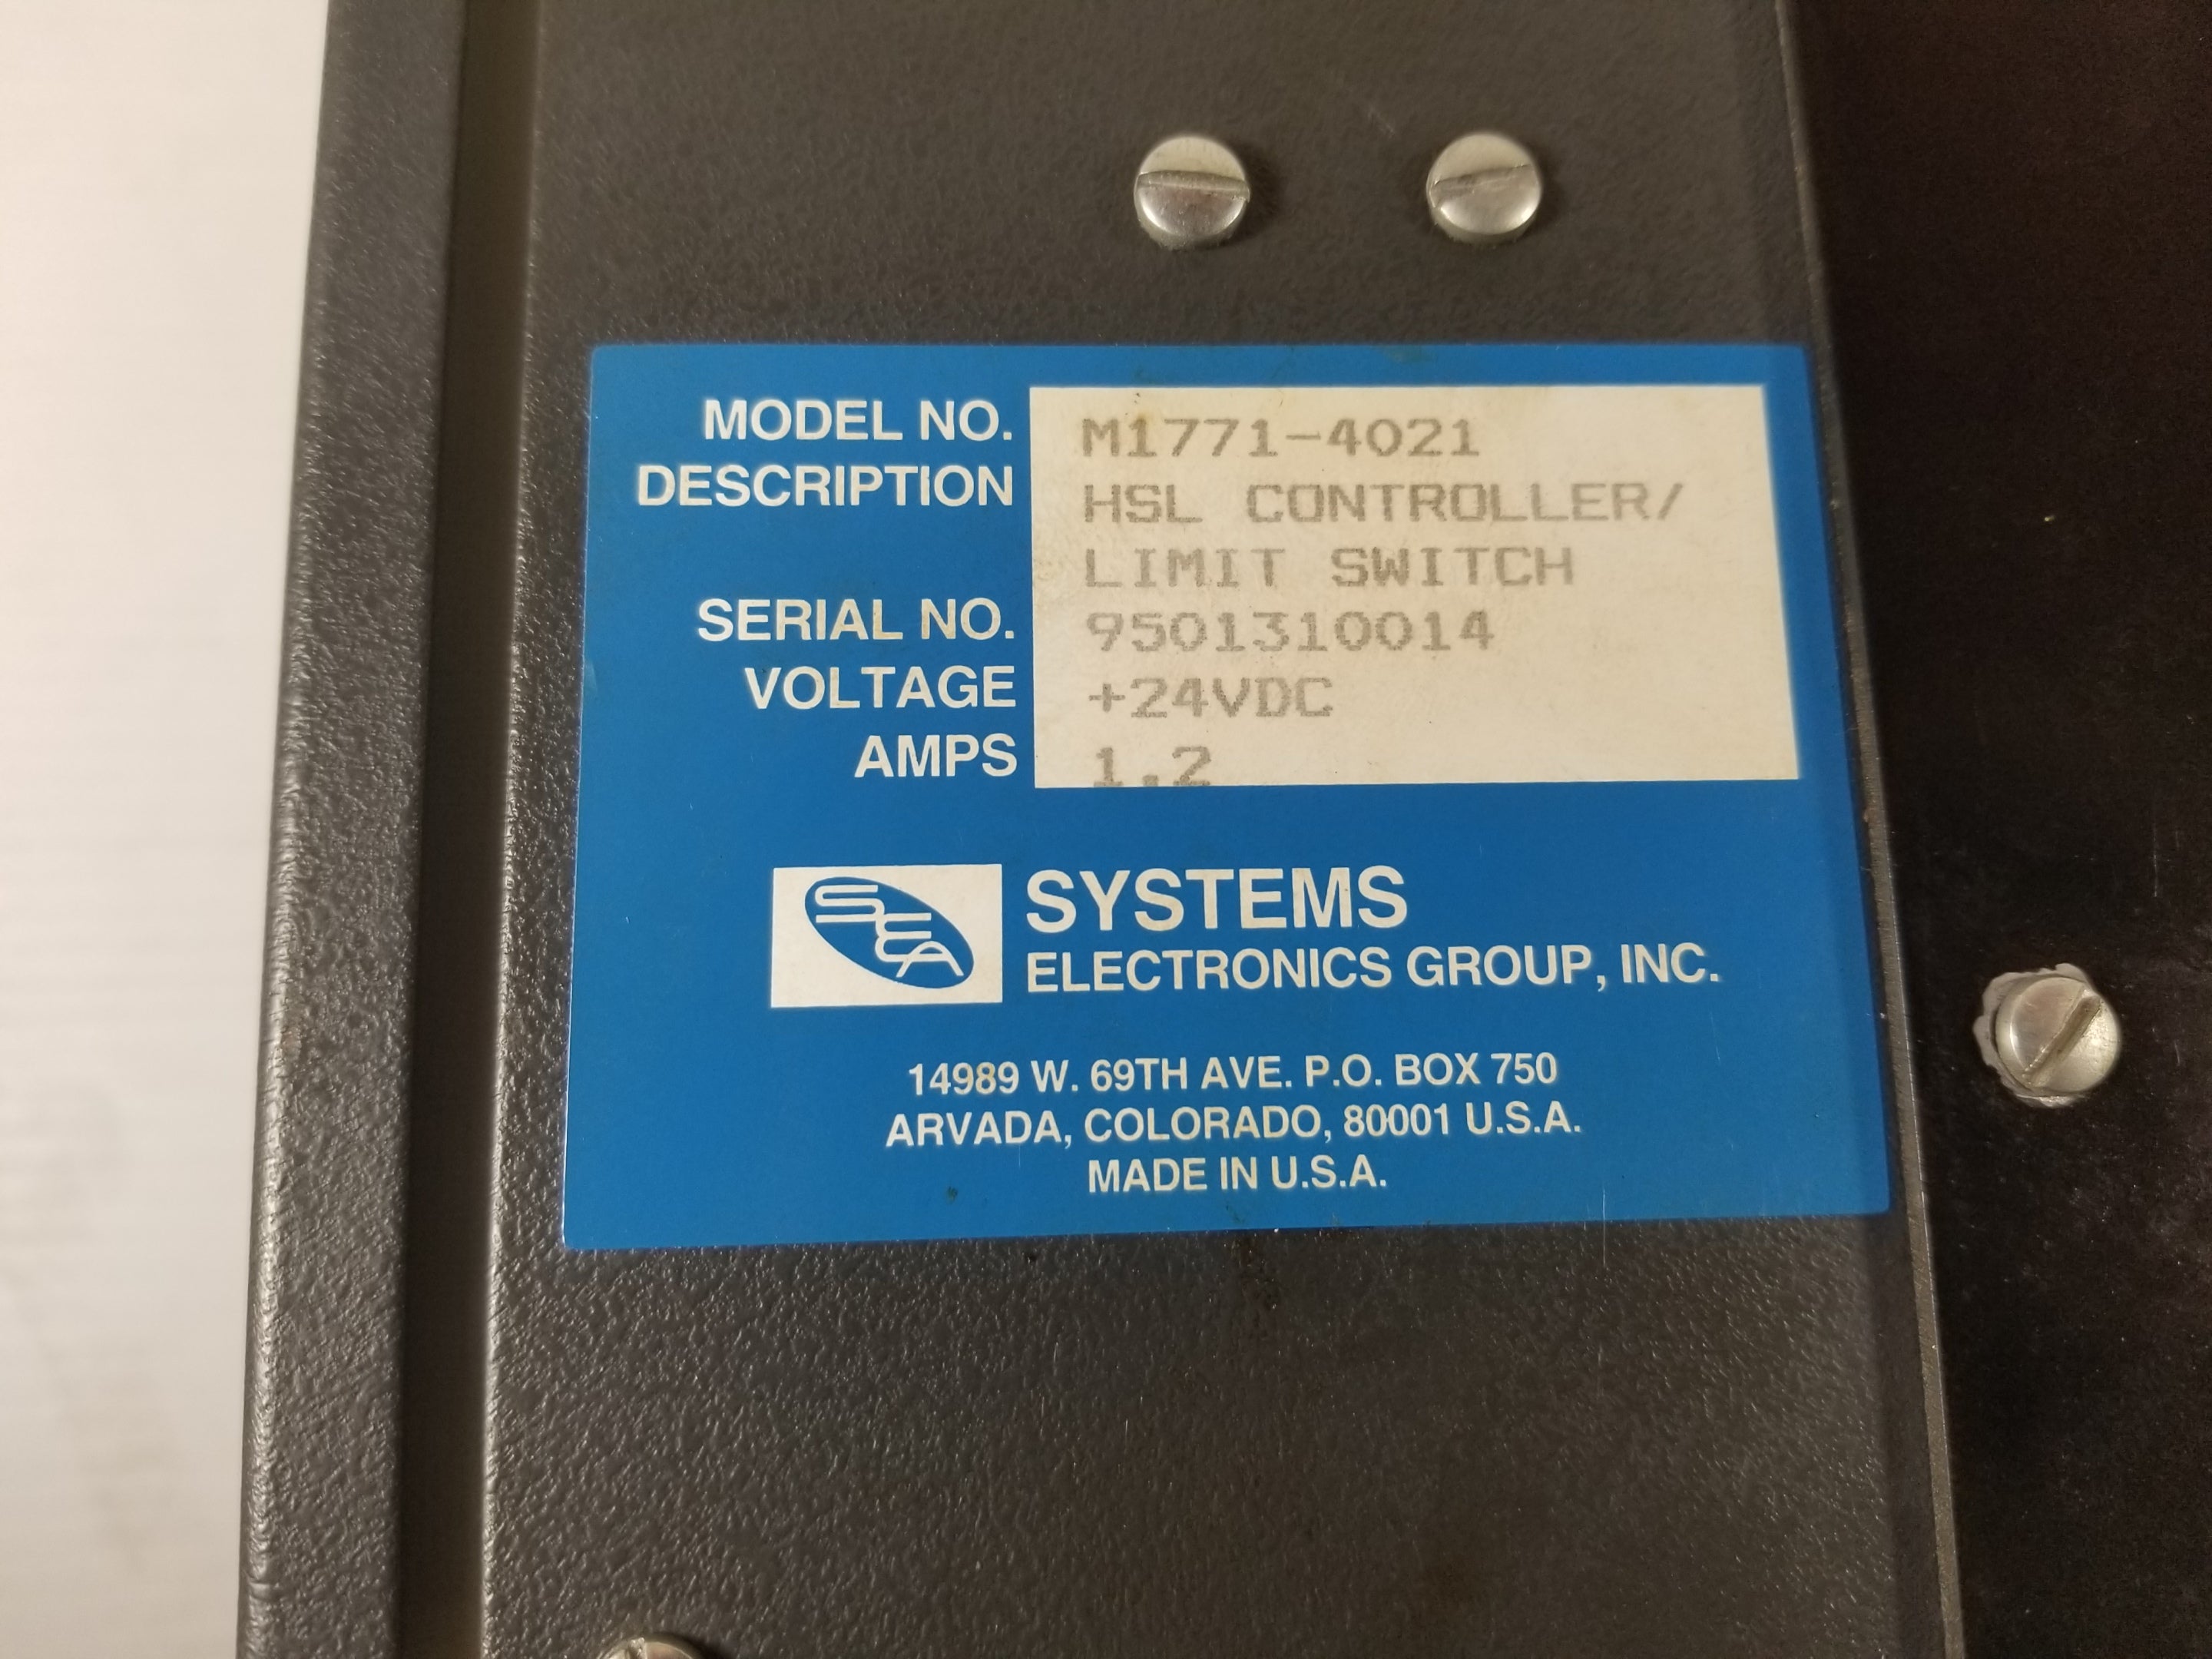 MODEL NO. M1771-4021
DESCRIPTION HSL CONTROLLER/
LIMIT SWITCH
SERIAL NO. 9501310014
VOLTAGE +24VDC
AMPS 1.2
SEA SYSTEMS
ELECTRONICS GROUP, INC.
14989 W. 69TH AVE. P.O. BOX 750
ARVADA, COLORADO, 80001 U.S.A.
MADE IN U.S.A.